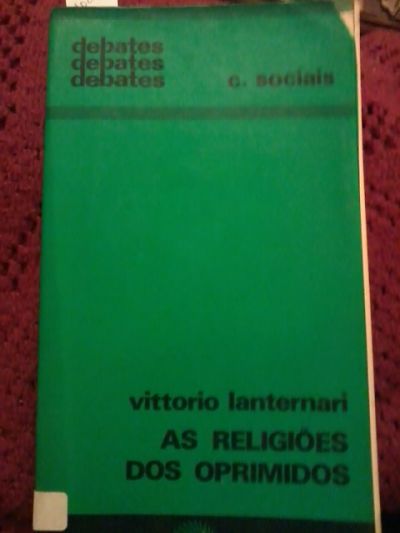 debates
debates
debates
c. sociais
vittorio lanternari
AS RELIGIÕES
DOS OPRIMIDOS